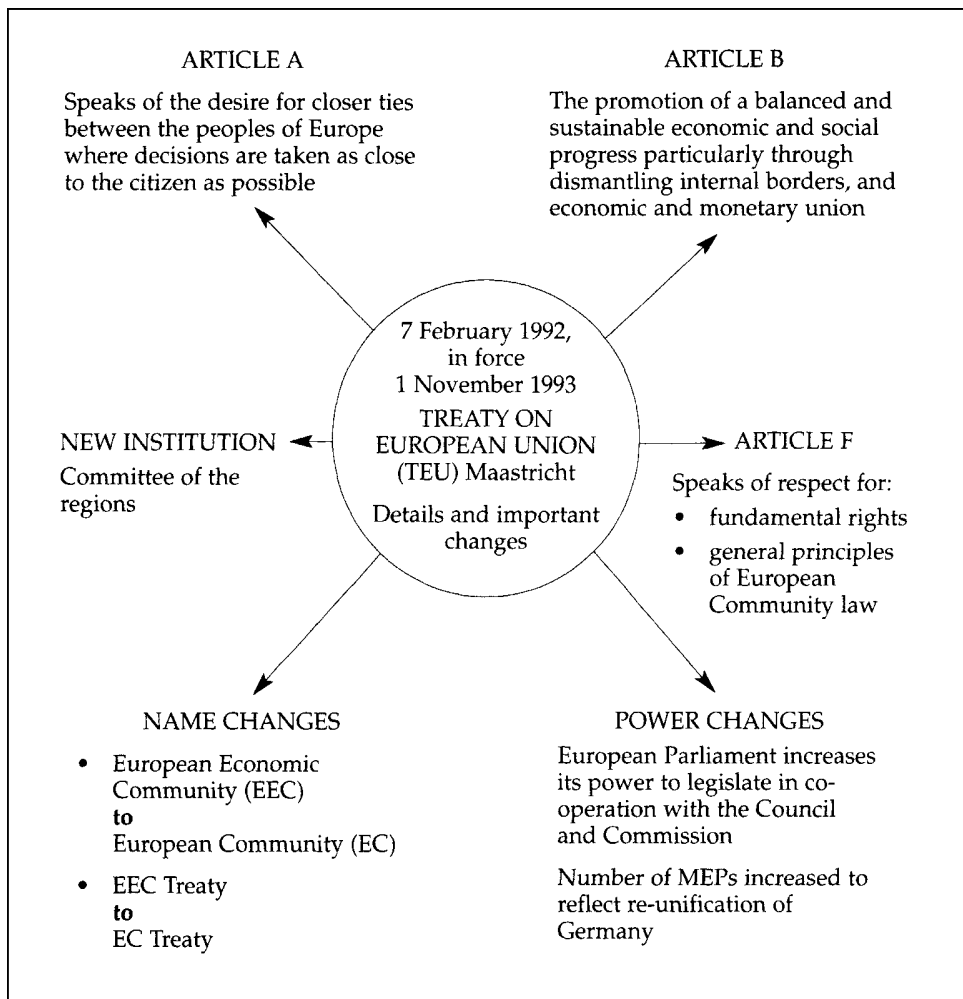 ARTICLE A
Speaks of the desire for closer ties
between the peoples of Europe
where decisions are taken as close
to the citizen as possible
ARTICLE B
The promotion of a balanced and
sustainable economic and social
progress particularly through
dismantling internal borders, and
economic and monetary union
7 February 1992,
in force
1 November 1993
TREATY ON
EUROPEAN UNION
(TEU) Maastricht
Details and important
changes
NEW INSTITUTION
Committee of the
regions
ARTICLE F
Speaks of respect for:
• fundamental rights
• general principles
of European
Community law
NAME CHANGES
• European Economic
Community (EEC)
to
European Community (EC)
• EEC Treaty
to
EC Treaty
POWER CHANGES
European Parliament increases
its power to legislate in co-
operation with the Council
and Commission
Number of MEPs increased to
reflect re-unification of
Germany